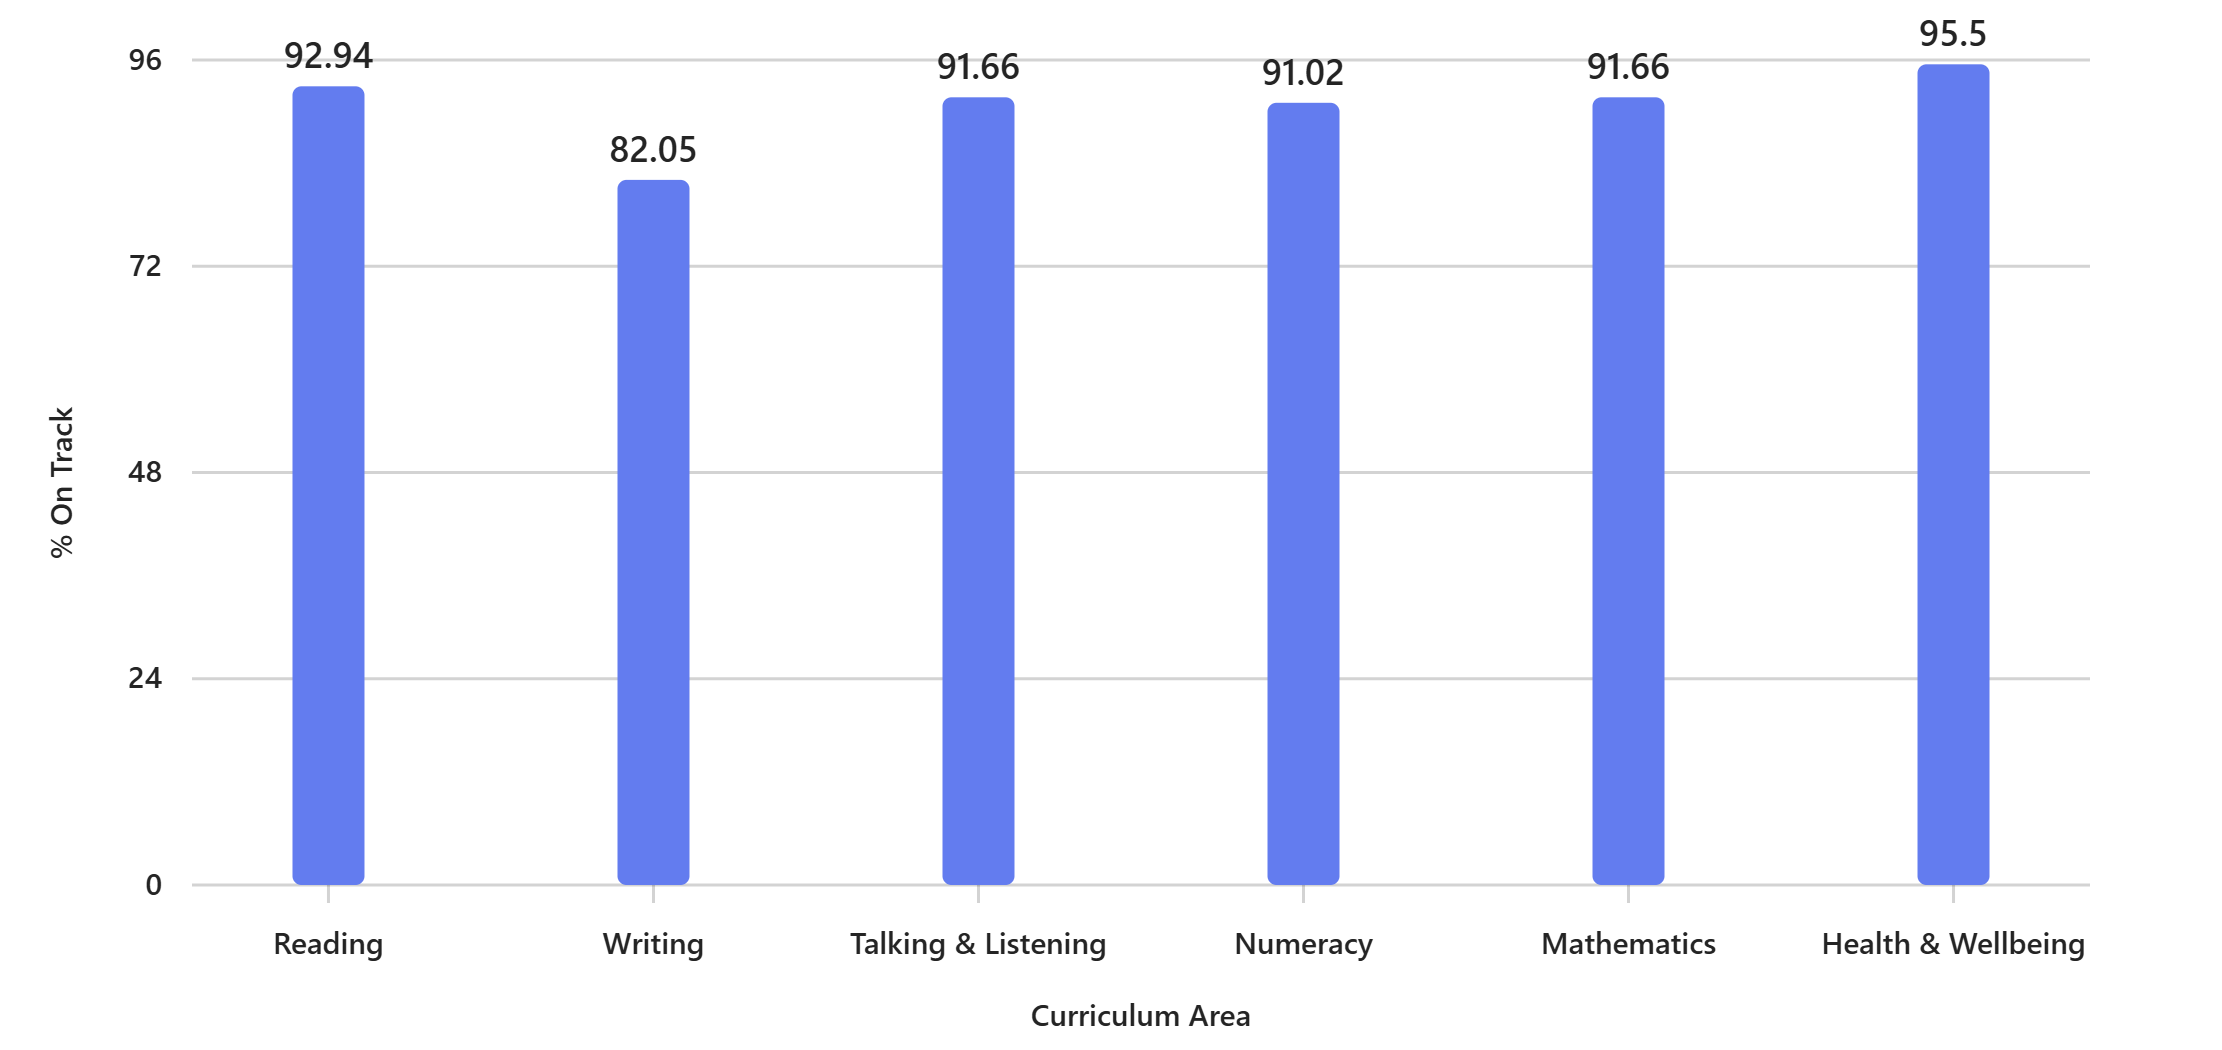 95.5
96
92.94
91.66
91.02
91.66
82.05
72
48
24
0
% On Track
Reading
Writing
Talking & Listening
Numeracy
Mathematics
Health & Wellbeing
Curriculum Area